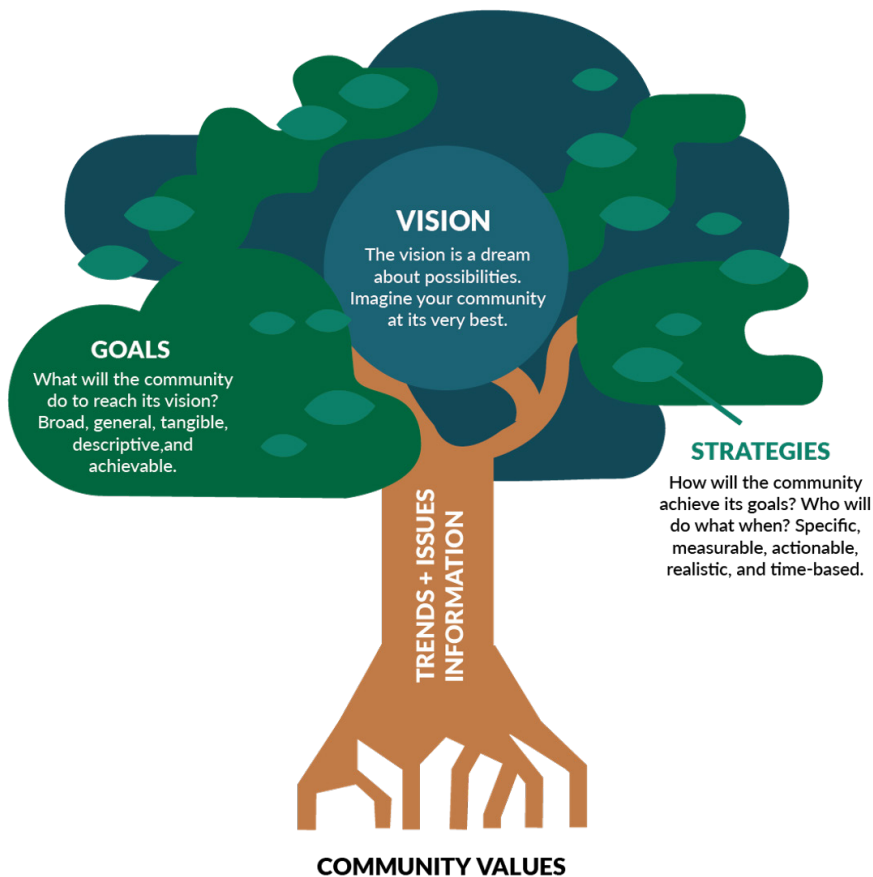 VISION
The vision is a dream
about possibilities.
Imagine your community
at its very best.
GOALS
What will the community
do to reach its vision?
Broad, general, tangible,
descriptive,and
achievable.
STRATEGIES
How will the community
achieve its goals? Who will
do what when? Specific,
measurable, actionable,
realistic, and time-based.
TRENDS + ISSUES
INFORMATION
COMMUNITY VALUES